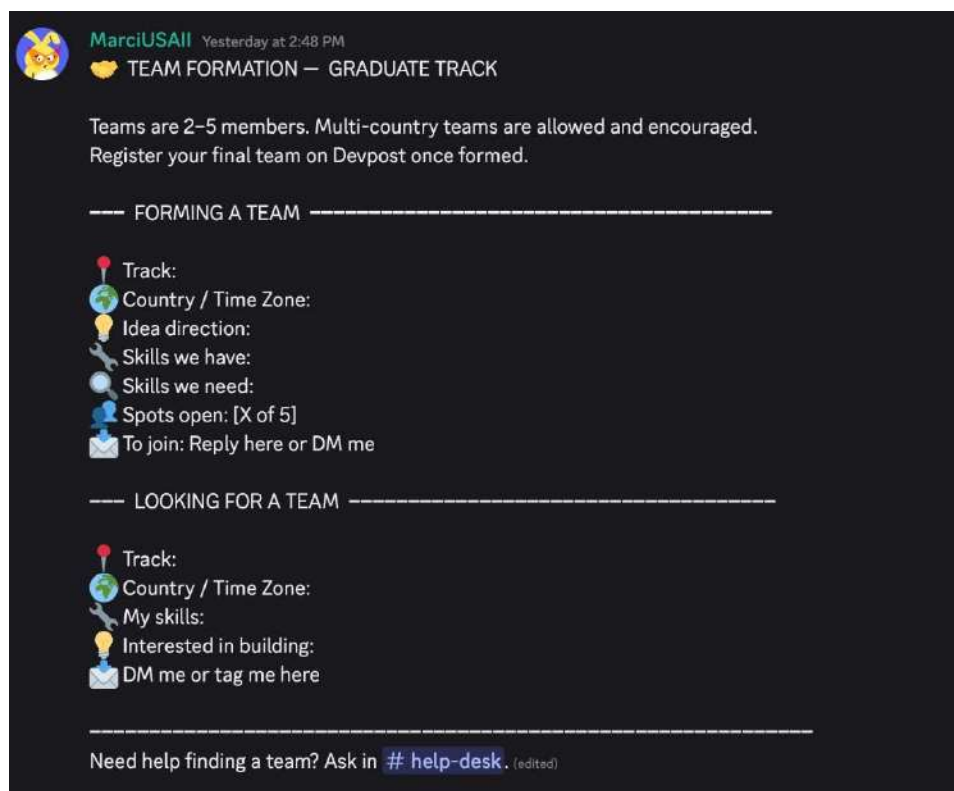 MarciUSAII Yesterday at 2:48 PM
🤝 TEAM FORMATION — GRADUATE TRACK
Teams are 2–5 members. Multi-country teams are allowed and encouraged.
Register your final team on Devpost once formed.
––– FORMING A TEAM –––––––––––––––––––––––––––––––––––––––
📍 Track:
🌍 Country / Time Zone:
💡 Idea direction:
🔧 Skills we have:
🔍 Skills we need:
👥 Spots open: [X of 5]
📩 To join: Reply here or DM me
––– LOOKING FOR A TEAM ––––––––––––––––––––––––––––––––––––
📍 Track:
🌍 Country / Time Zone:
🔧 My skills:
💡 Interested in building:
📩 DM me or tag me here
–––––––––––––––––––––––––––––––––––––––––––––––––––––––––––––
Need help finding a team? Ask in # help-desk. (edited)